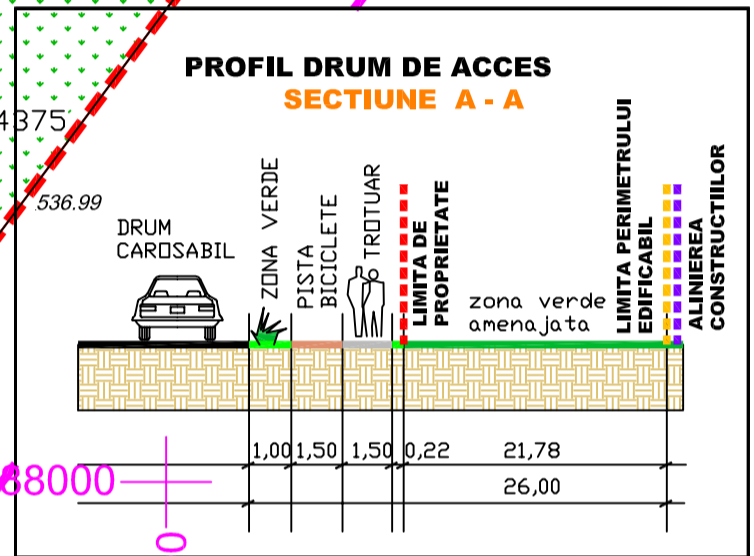 PROFIL DRUM DE ACCES
SECTIUNE A - A
4375
536.99
DRUM
CAROSABIL
ZONA VERDE
PISTA
BICICLETE
TROTUAR
LIMITA DE
PROPRIETATE
zona verde
amenajata
LIMITA PERIMETRULUI
EDIFICABIL
ALINIEREA
CONSTRUCTIILOR
1,00 1,50 1,50 0,22 21,78
26,00
88000
0